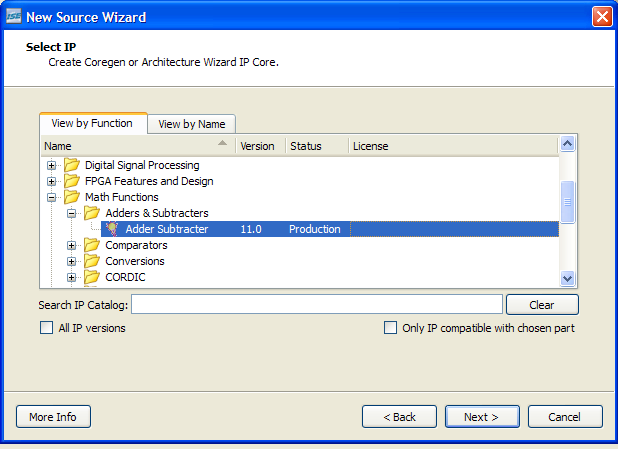 ISE New Source Wizard
Select IP
Create Coregen or Architecture Wizard IP Core.
View by Function View by Name
Name Version Status License
Digital Signal Processing
FPGA Features and Design
Math Functions
Adders & Subtracters
Adder Subtracter 11.0 Production
Comparators
Conversions
CORDIC
Search IP Catalog: Clear
All IP versions Only IP compatible with chosen part
More Info < Back Next > Cancel